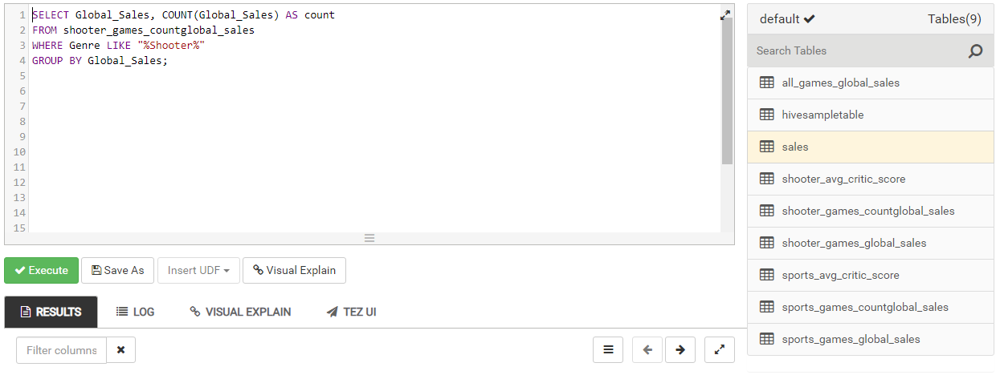 1 SELECT Global_Sales, COUNT(Global_Sales) AS count
2 FROM shooter_games_countglobal_sales
3 WHERE Genre LIKE "%Shooter%"
4 GROUP BY Global_Sales;
5
6
7
8
9
10
11
12
13
14
15
Execute Save As Insert UDF Visual Explain
RESULTS LOG VISUAL EXPLAIN TEZ UI
Filter columns
default Tables(9)
Search Tables
all_games_global_sales
hivesampletable
sales
shooter_avg_critic_score
shooter_games_countglobal_sales
shooter_games_global_sales
sports_avg_critic_score
sports_games_countglobal_sales
sports_games_global_sales